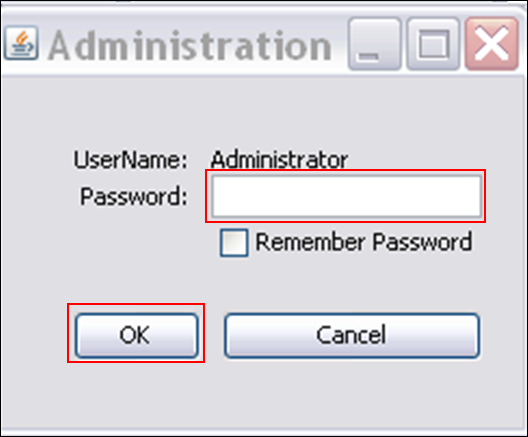 Administration
UserName: Administrator
Password:
Remember Password
OK Cancel